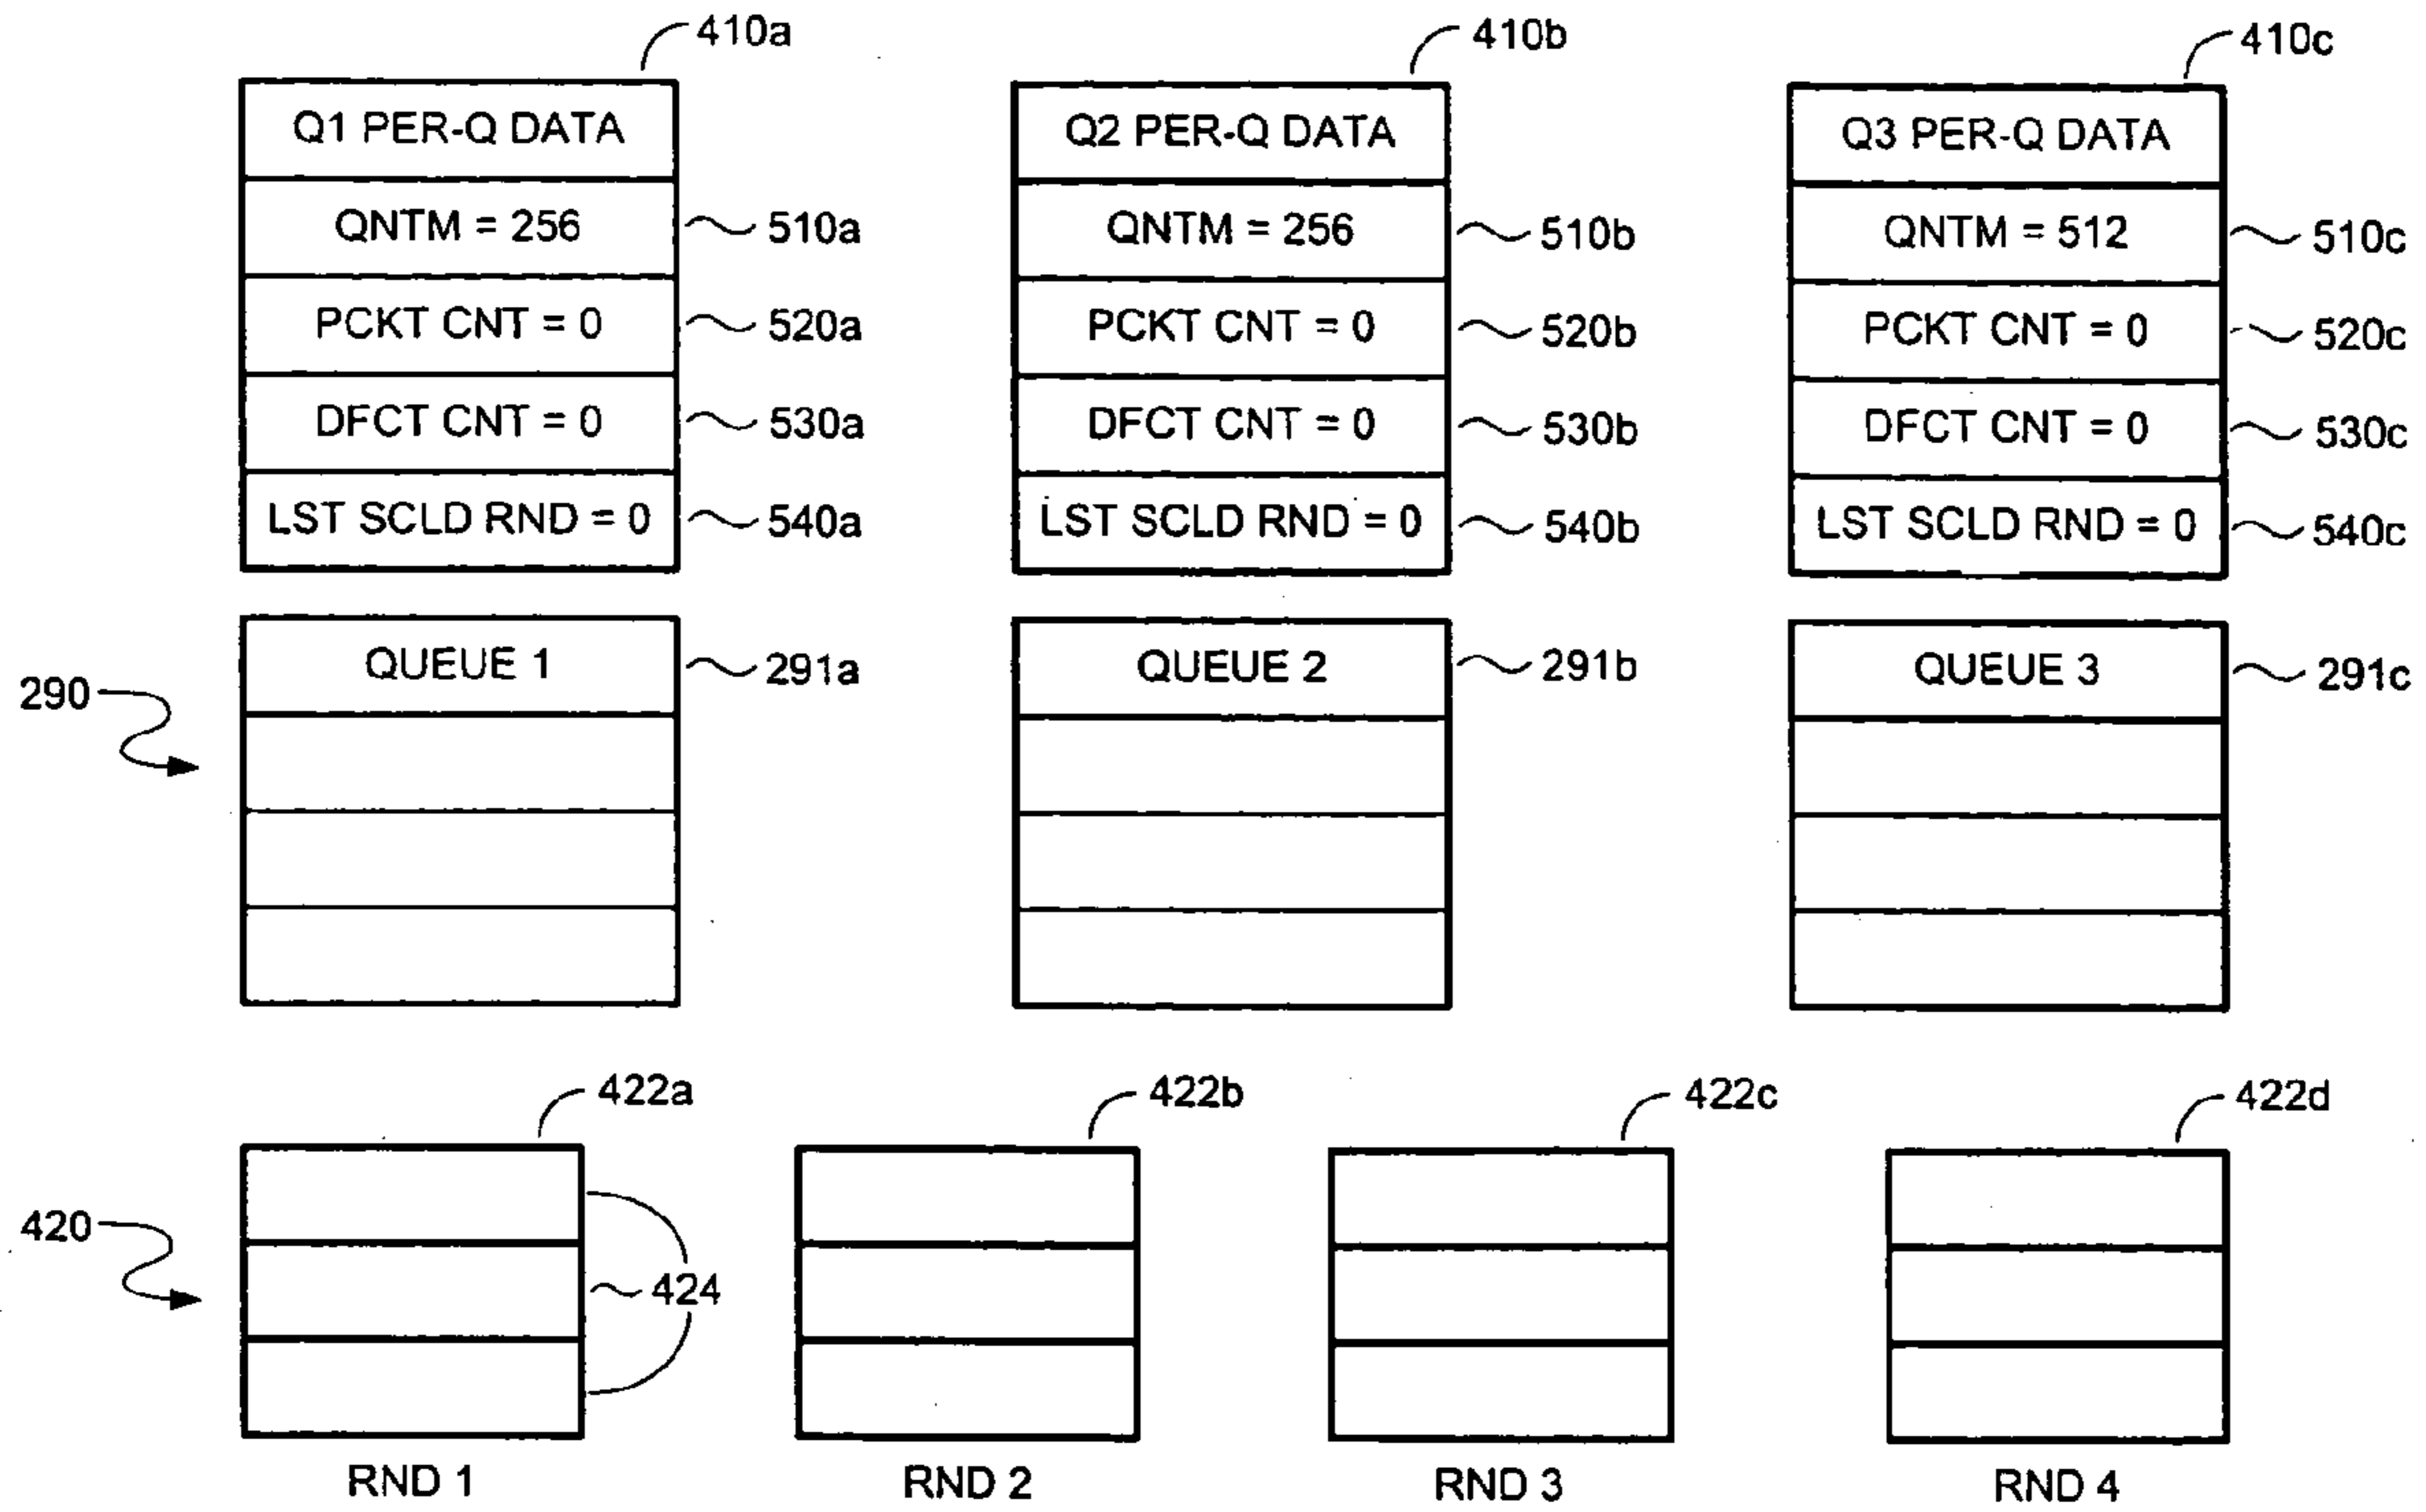 410a 410b 410c
Q1 PER-Q DATA Q2 PER-Q DATA Q3 PER-Q DATA
QNTM = 256 510a QNTM = 256 510b QNTM = 512 510c
PCKT CNT = 0 520a PCKT CNT = 0 520b PCKT CNT = 0 520c
DFCT CNT = 0 530a DFCT CNT = 0 530b DFCT CNT = 0 530c
LST SCLD RND = 0 540a LST SCLD RND = 0 540b LST SCLD RND = 0 540c
QUEUE 1 291a QUEUE 2 291b QUEUE 3 291c
290
422a 422b 422c 422d
420
424
RND 1 RND 2 RND 3 RND 4